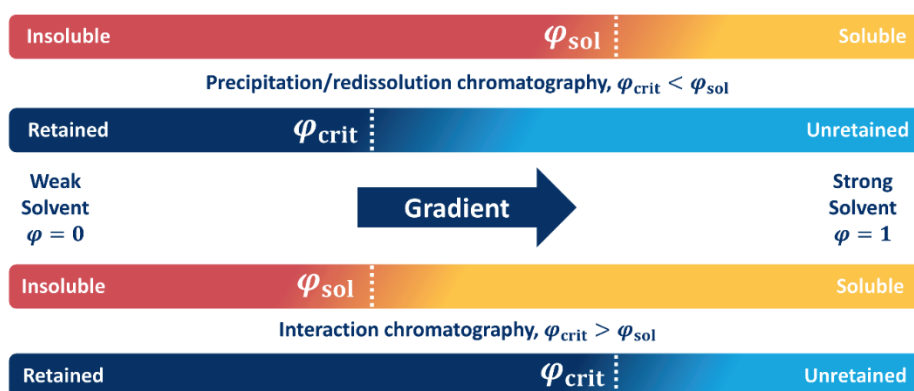 Insoluble φsol Soluble
Precipitation/redissolution chromatography, φcrit < φsol
Retained φcrit Unretained
Weak Solvent φ = 0
Gradient
Strong Solvent φ = 1
Insoluble φsol Soluble
Interaction chromatography, φcrit > φsol
Retained φcrit Unretained